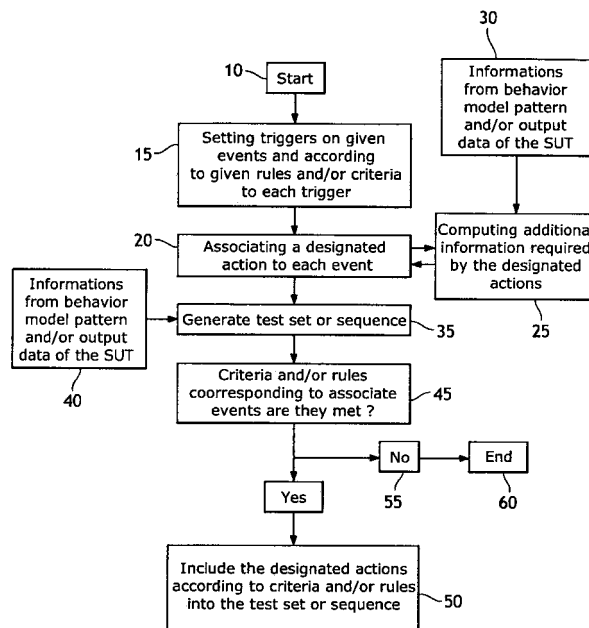 10
Start
30
Informations
from behavior
model pattern
and/or output
data of the SUT
15
Setting triggers on given
events and according
to given rules and/or criteria
to each trigger
20
Associating a designated
action to each event
Computing additional
information required
by the designated
actions
25
Informations
from behavior
model pattern
and/or output
data of the SUT
40
Generate test set or sequence
35
Criteria and/or rules
coorresponding to associate
events are they met ?
45
No
55
End
60
Yes
Include the designated actions
according to criteria and/or rules
into the test set or sequence
50